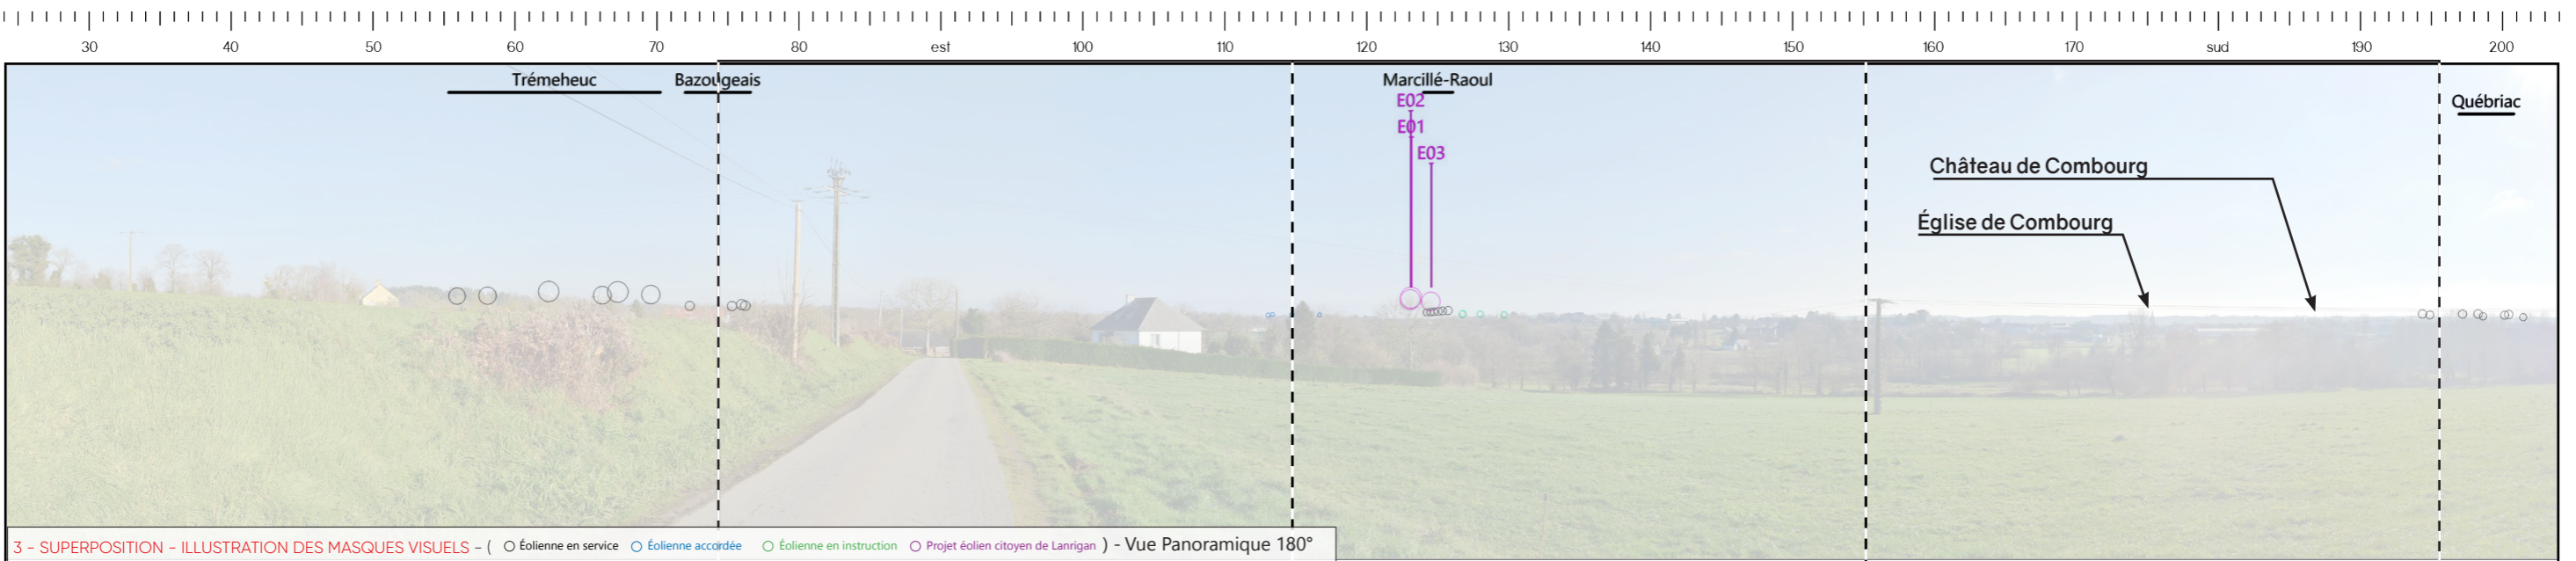 30 40 50 60 70 80 est 100 110 120 130 140 150 160 170 sud 190 200
Trémeheuc Bazougeais Marcillé-Raoul
E02
Québriac
E01
E03
Château de Combourg
Église de Combourg
3 - SUPERPOSITION - ILLUSTRATION DES MASQUES VISUELS - ( Éolienne en service Éolienne accordée Éolienne en instruction Projet éolien citoyen de Lanrigan ) - Vue Panoramique 180°